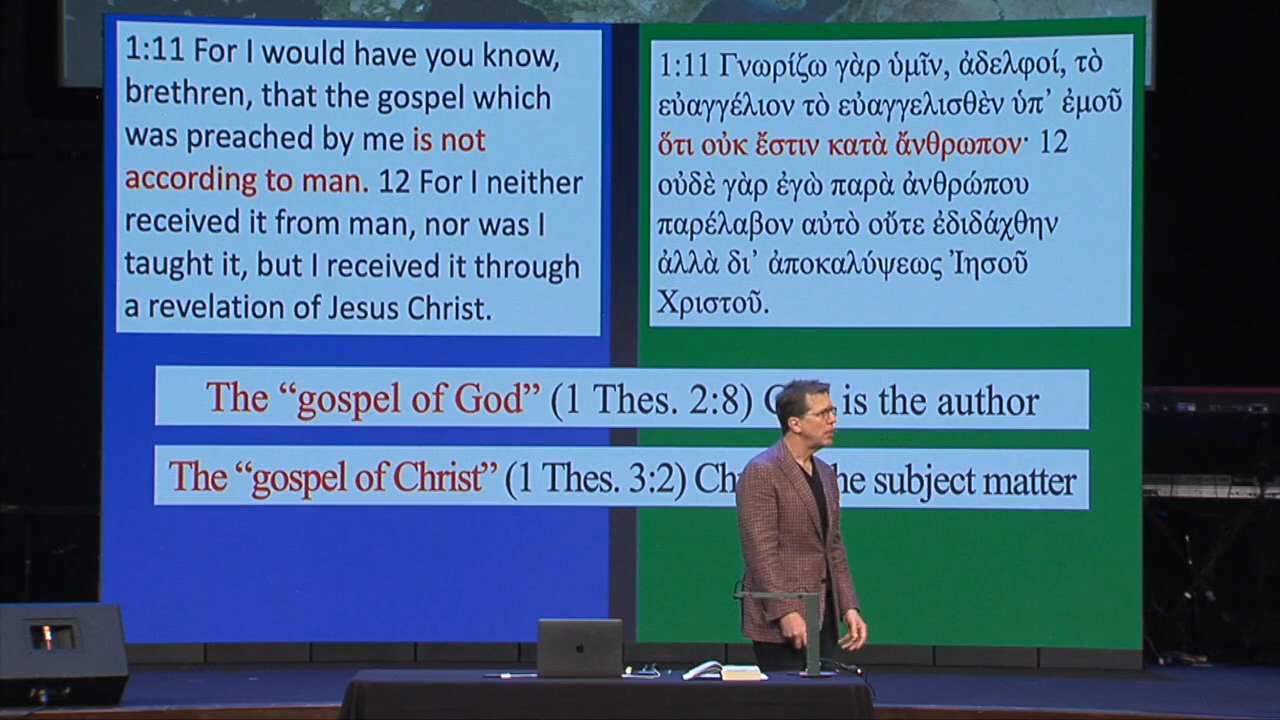 1:11 For I would have you know,
brethren, that the gospel which
was preached by me is not
according to man. 12 For I neither
received it from man, nor was I
taught it, but I received it through
a revelation of Jesus Christ.
1:11 Γνωρίζω γὰρ ὑμῖν, ἀδελφοί, τὸ
εὐαγγέλιον τὸ εὐαγγελισθὲν ὑπ’ ἐμοῦ
ὅτι οὐκ ἔστιν κατὰ ἄνθρωπον· 12
οὐδὲ γὰρ ἐγὼ παρὰ ἀνθρώπου
παρέλαβον αὐτὸ οὔτε ἐδιδάχθην
ἀλλὰ δι’ ἀποκαλύψεως Ἰησοῦ
Χριστοῦ.
The “gospel of God” (1 Thes. 2:8) is the author
The “gospel of Christ” (1 Thes. 3:2) subject matter